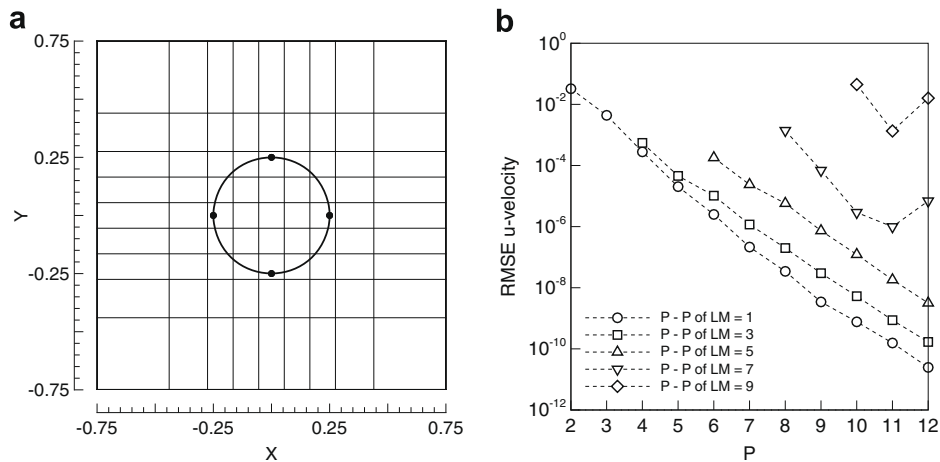 a
0.75
0.25
-0.25
-0.75
Y
-0.75
-0.25
0.25
0.75
X
b
10^0
10^-2
10^-4
10^-6
10^-8
10^-10
10^-12
RMSE u-velocity
P - P of LM = 1
P - P of LM = 3
P - P of LM = 5
P - P of LM = 7
P - P of LM = 9
2 3 4 5 6 7 8 9 10 11 12
P